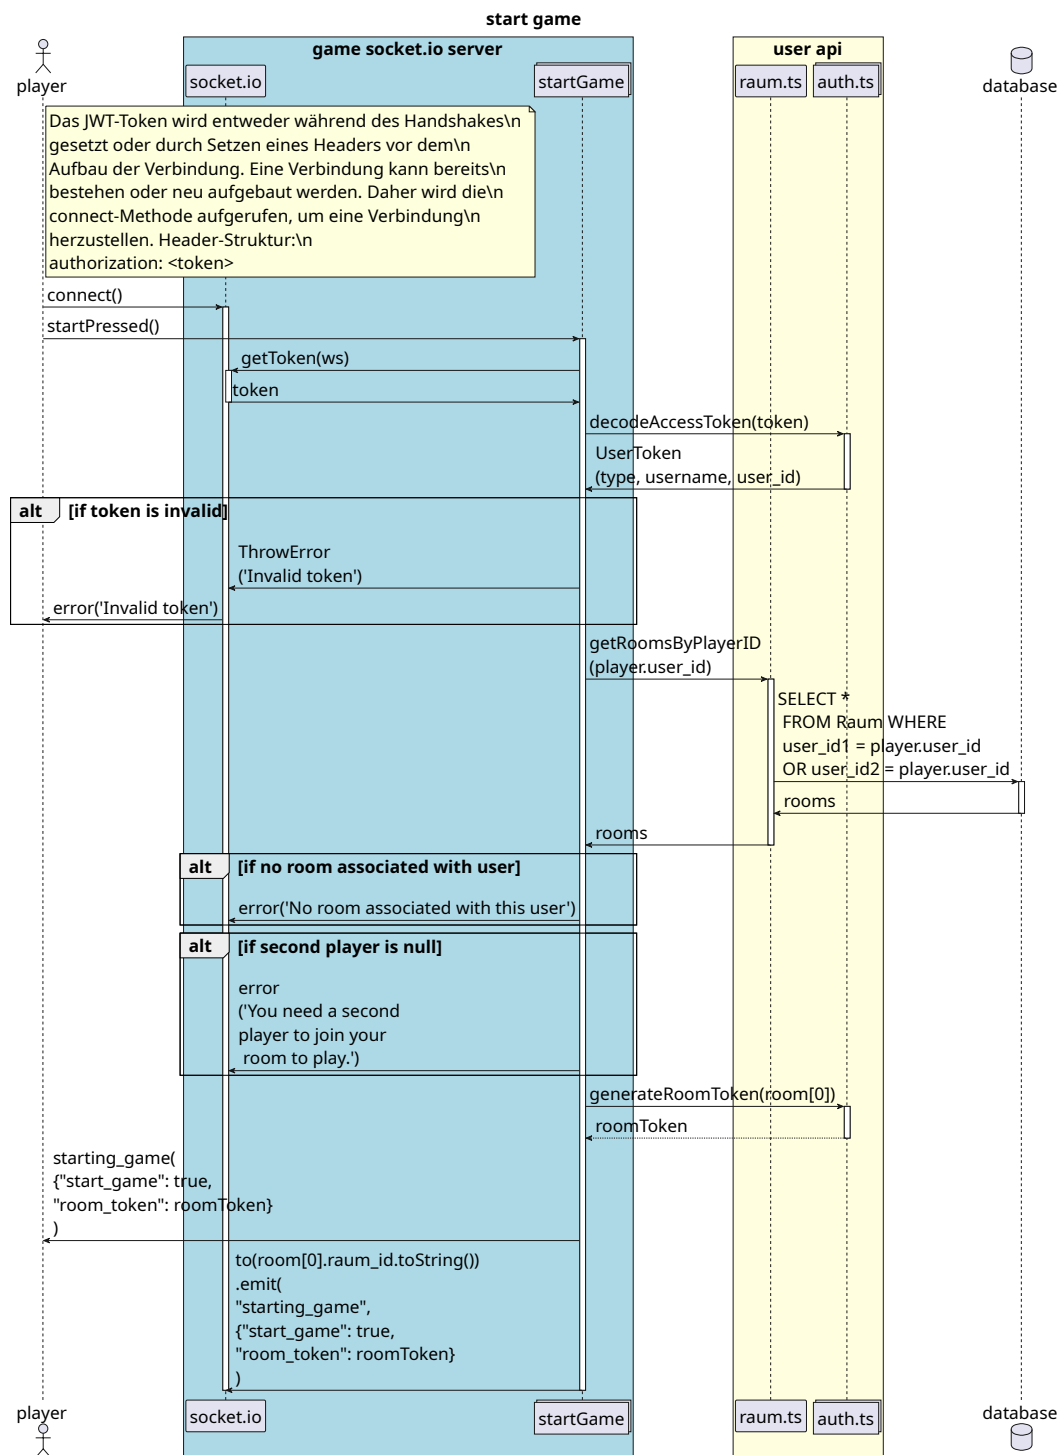 start game
game socket.io server
user api
player
socket.io
startGame
raum.ts
auth.ts
database
Das JWT-Token wird entweder während des Handshakes\n
gesetzt oder durch Setzen eines Headers vor dem\n
Aufbau der Verbindung. Eine Verbindung kann bereits\n
bestehen oder neu aufgebaut werden. Daher wird die\n
connect-Methode aufgerufen, um eine Verbindung\n
herzustellen. Header-Struktur:\n
authorization: <token>
connect()
startPressed()
getToken(ws)
token
decodeAccessToken(token)
UserToken
(type, username, user_id)
alt [if token is invalid]
ThrowError
('Invalid token')
error('Invalid token')
getRoomsByPlayerID
(player.user_id)
SELECT *
FROM Raum WHERE
user_id1 = player.user_id
OR user_id2 = player.user_id
rooms
rooms
alt [if no room associated with user]
error('No room associated with this user')
alt [if second player is null]
error
('You need a second
player to join your
room to play.')
generateRoomToken(room[0])
roomToken
starting_game(
{"start_game": true,
"room_token": roomToken}
)
to(room[0].raum_id.toString())
.emit(
"starting_game",
{"start_game": true,
"room_token": roomToken}
)
player
socket.io
startGame
raum.ts
auth.ts
database